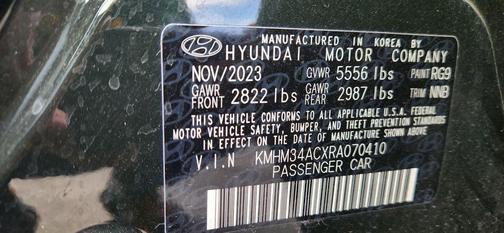 MANUFACTURED IN KOREA BY
HYUNDAI MOTOR COMPANY
NOV/2023 GVWR 5556 lbs PAINT RG9
GAWR FRONT 2822 lbs GAWR REAR 2987 lbs TRIM NNB
THIS VEHICLE CONFORMS TO ALL APPLICABLE U.S.A. FEDERAL
MOTOR VEHICLE SAFETY, BUMPER, AND THEFT PREVENTION
STANDARDS IN EFFECT ON THE DATE OF MANUFACTURE SHOWN ABOVE.
V.I.N KMHM34ACXRA070410
PASSENGER CAR